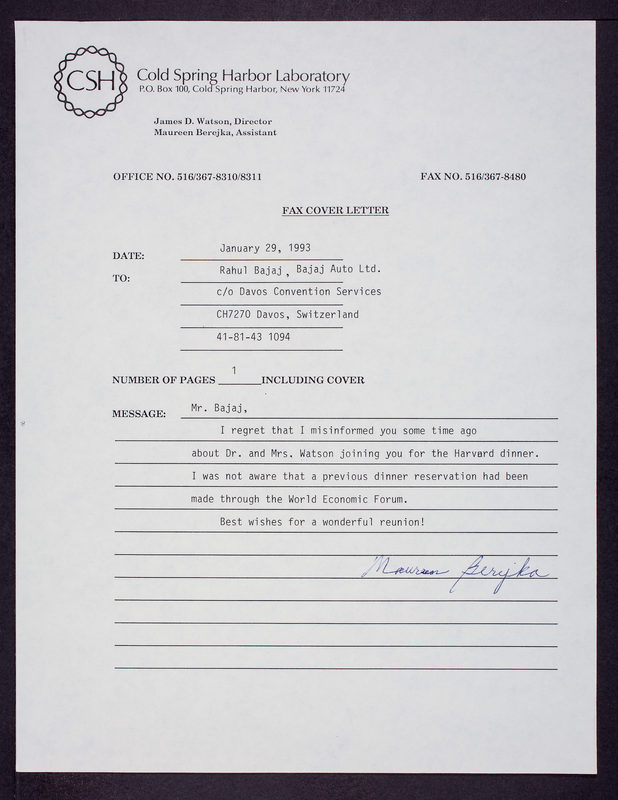 CSH
Cold Spring Harbor Laboratory
P.O. Box 100, Cold Spring Harbor, New York 11724
James D. Watson, Director
Maureen Berejka, Assistant
OFFICE NO. 516/367-8310/8311 FAX NO. 516/367-8480
FAX COVER LETTER
DATE: January 29, 1993
TO: Rahul Bajaj, Bajaj Auto Ltd.
c/o Davos Convention Services
CH7270 Davos, Switzerland
41-81-43 1094
NUMBER OF PAGES 1 INCLUDING COVER
MESSAGE: Mr. Bajaj,
I regret that I misinformed you some time ago
about Dr. and Mrs. Watson joining you for the Harvard dinner.
I was not aware that a previous dinner reservation had been
made through the World Economic Forum.
Best wishes for a wonderful reunion!
Maureen Berejka